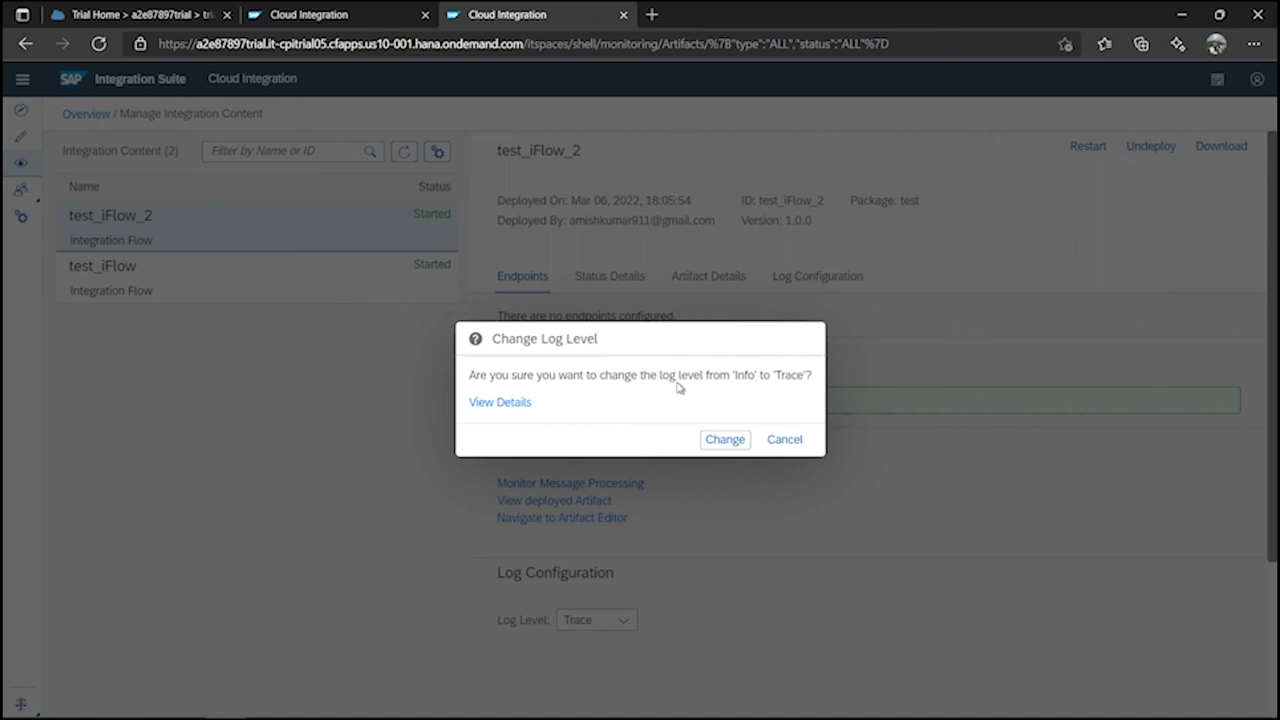 Trial Home > a2e87897trial > tri
Cloud Integration
Cloud Integration
https://a2e87897trial.it-cpitrial05.cfapps.us10-001.hana.ondemand.com/itspaces/shell/monitoring/Artifacts/%7B"type":"ALL","status":"ALL"%7D
SAP Integration Suite Cloud Integration
Overview / Manage Integration Content
Integration Content (2)
Filter by Name or ID
Name Status
test_iFlow_2 Started
Integration Flow
test_iFlow Started
Integration Flow
test_iFlow_2
Restart Undeploy Download
Deployed On: Mar 06, 2022, 18:05:54 ID: test_iFlow_2 Package: test
Deployed By: amishkumar911@gmail.com Version: 1.0.0
Endpoints Status Details Artifact Details Log Configuration
There are no endpoints configured.
Change Log Level
Are you sure you want to change the log level from 'Info' to 'Trace'?
View Details
Change Cancel
Monitor Message Processing
View deployed Artifact
Navigate to Artifact Editor
Log Configuration
Log Level: Trace